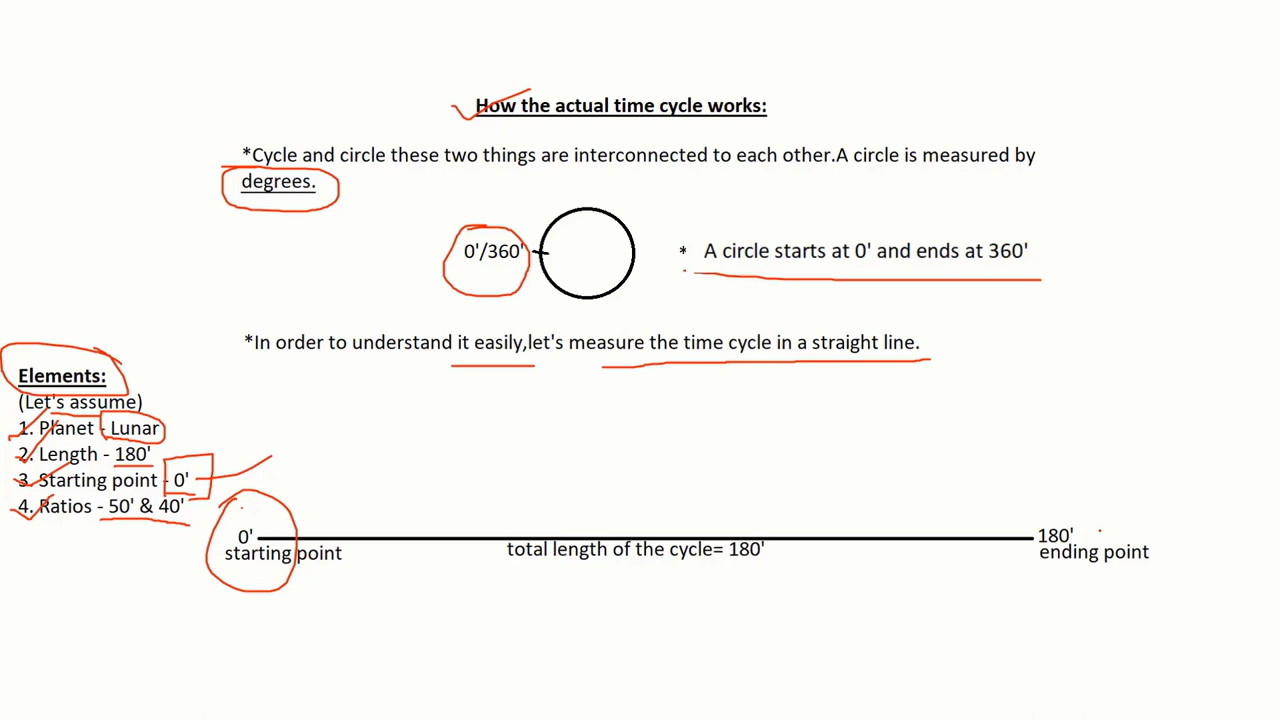 How the actual time cycle works:
*Cycle and circle these two things are interconnected to each other.A circle is measured by
degrees.
0'/360'
* A circle starts at 0' and ends at 360'
*In order to understand it easily,let's measure the time cycle in a straight line.
Elements:
(Let's assume)
1. Planet - Lunar
2. Length - 180'
3. Starting point - 0'
4. Ratios - 50' & 40'
0'
starting point
total length of the cycle= 180'
180'
ending point